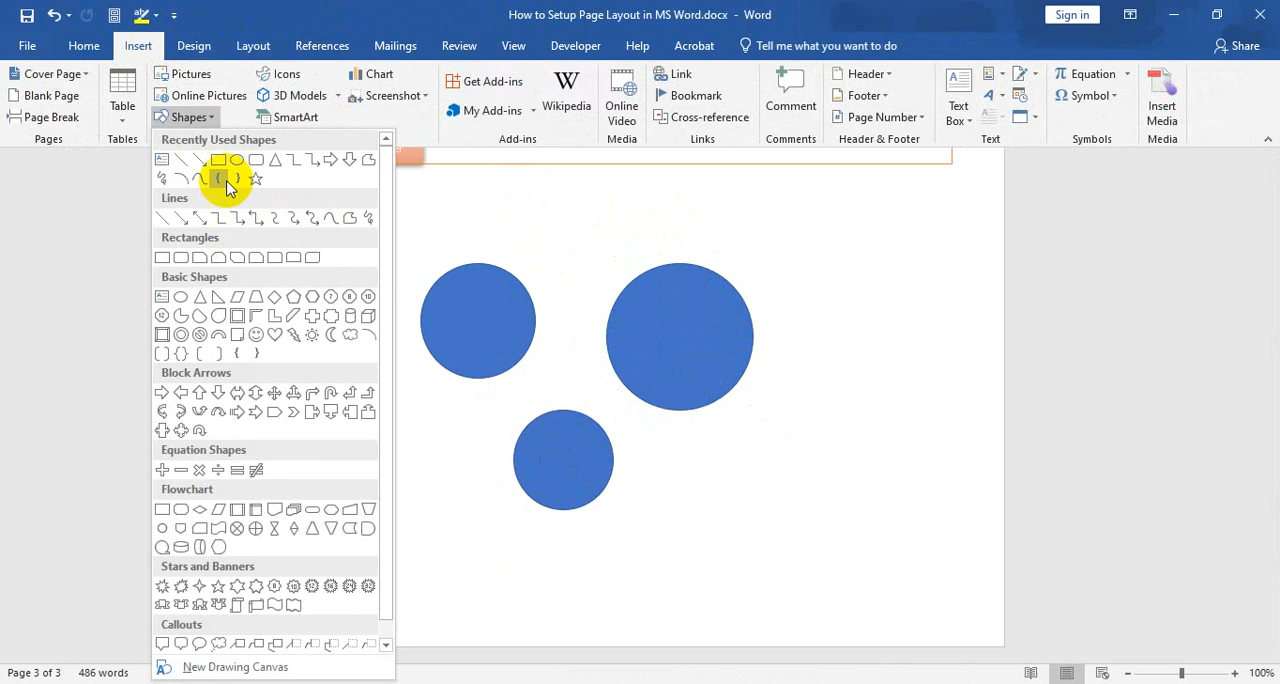 How to Setup Page Layout in MS Word.docx - Word
Sign in
File Home Insert Design Layout References Mailings Review View Developer Help Acrobat Tell me what you want to do Share
Cover Page
Blank Page
Page Break
Pages
Table
Tables
Pictures
Online Pictures
Shapes
Icons
3D Models
SmartArt
Chart
Screenshot
Get Add-ins
My Add-ins
Wikipedia
Add-ins
Online
Video
Media
Link
Bookmark
Cross-reference
Links
Comment
Comments
Header
Footer
Page Number
Header & Footer
Text
Box
Text
Equation
Symbol
Symbols
Insert
Media
Media
Recently Used Shapes
Lines
Rectangles
Basic Shapes
Block Arrows
Equation Shapes
Flowchart
Stars and Banners
Callouts
New Drawing Canvas
Page 3 of 3 486 words
100%